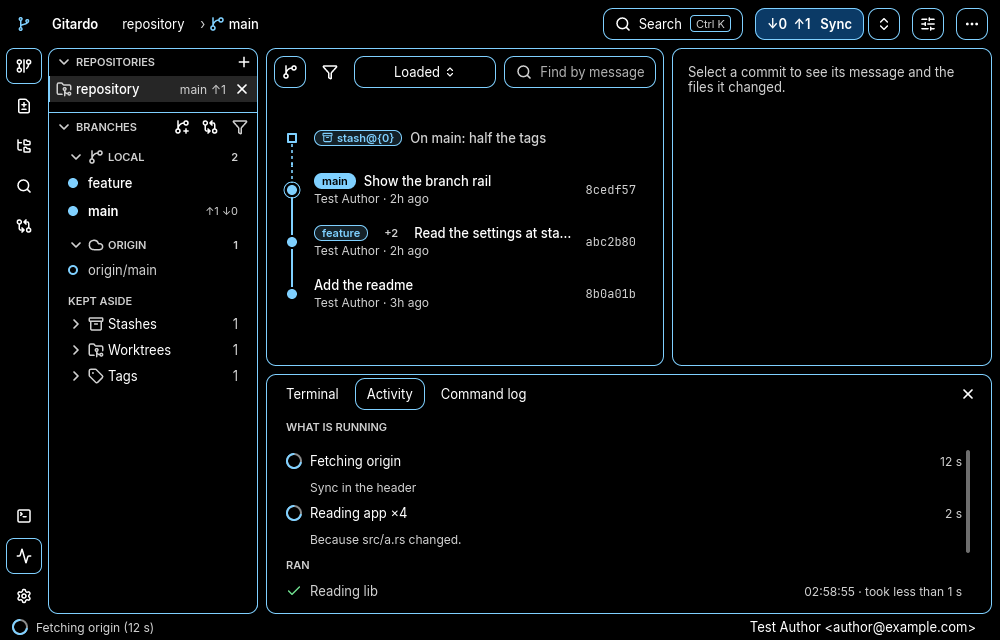 Gitardo
repository
› main
Search
Ctrl K
↓0 ↑1 Sync
REPOSITORIES
repository
main ↑1
BRANCHES
LOCAL
2
feature
main
↑1 ↓0
ORIGIN
1
origin/main
KEPT ASIDE
Stashes
1
Worktrees
1
Tags
1
Loaded
Find by message
stash@{0} On main: half the tags
main Show the branch rail
Test Author · 2h ago
8cedf57
feature +2 Read the settings at sta...
Test Author · 2h ago
abc2b80
Add the readme
Test Author · 3h ago
8b0a01b
Select a commit to see its message and the
files it changed.
Terminal
Activity
Command log
WHAT IS RUNNING
Fetching origin
12 s
Sync in the header
Reading app ×4
2 s
Because src/a.rs changed.
RAN
Reading lib
02:58:55 · took less than 1 s
Fetching origin (12 s)
Test Author <author@example.com>